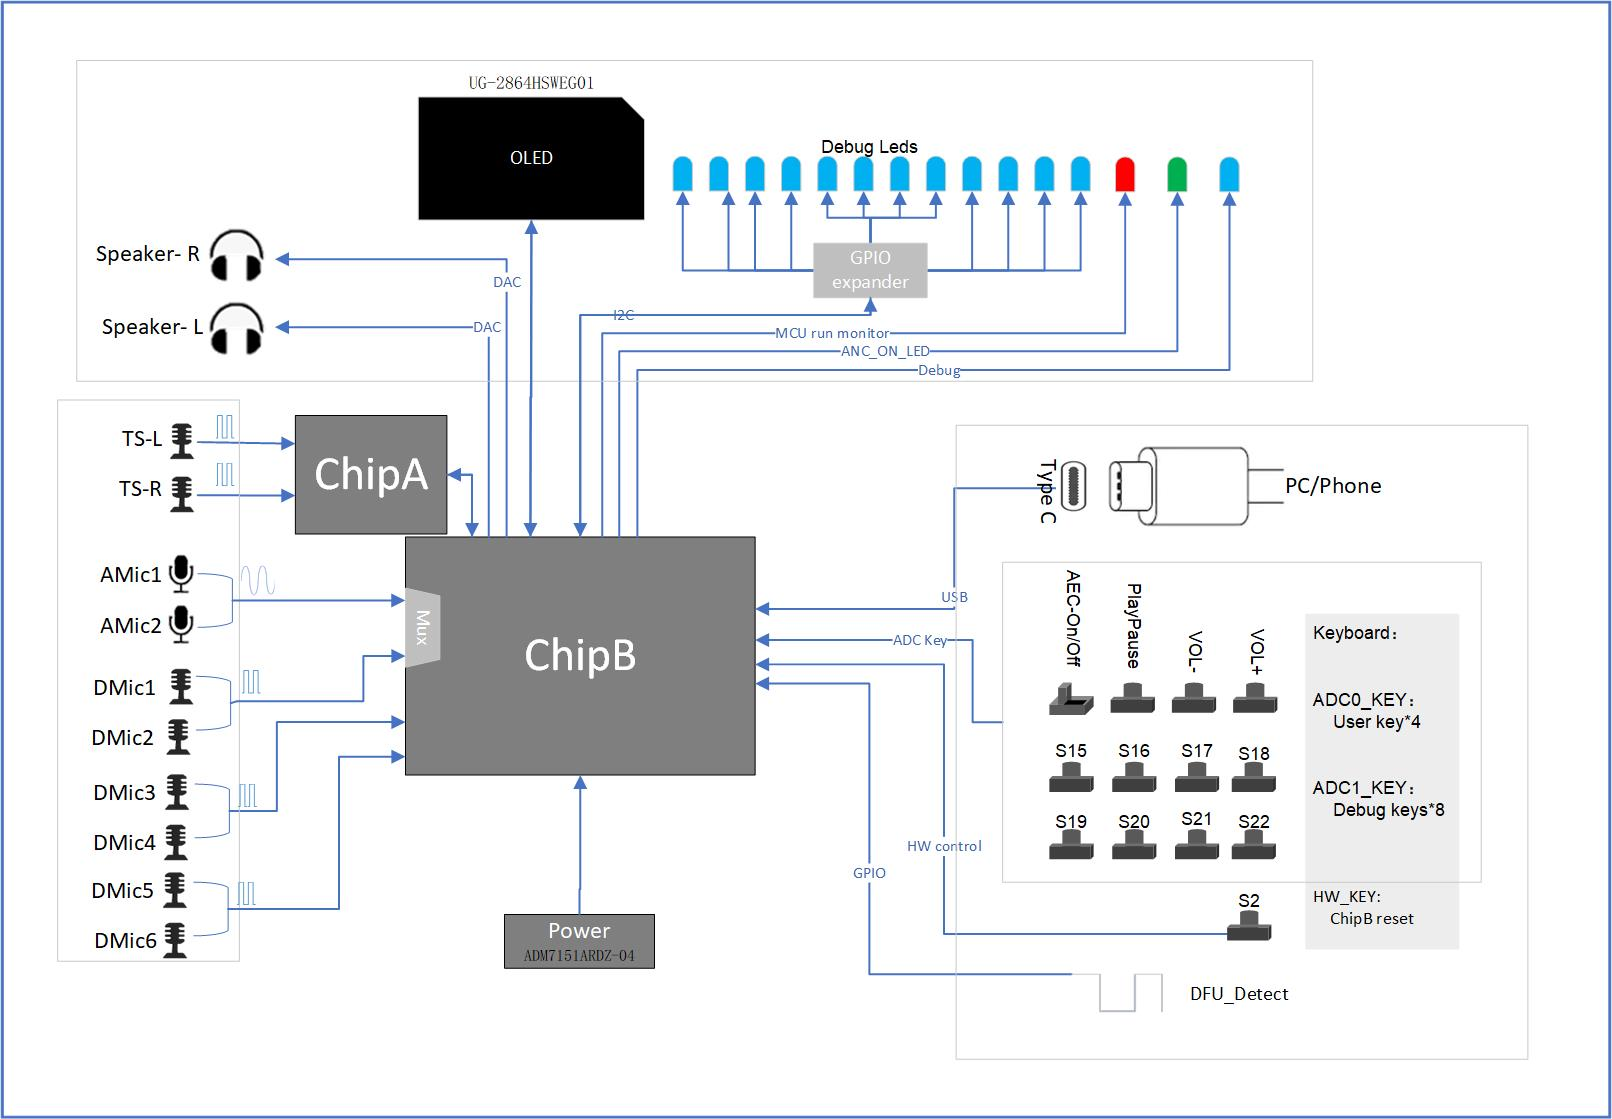 UG-2864HSWEG01
OLED
Debug Leds
Speaker- R
Speaker- L
DAC
DAC
GPIO
expander
I2C
MCU run monitor
ANC_ON_LED
Debug
TS-L
TS-R
ChipA
AMic1
AMic2
DMic1
DMic2
DMic3
DMic4
DMic5
DMic6
Mux
ChipB
Power
ADM7151ARDZ-04
Type C
PC/Phone
USB
ADC Key
HW control
GPIO
AEC-On/Off
PlayPause
VOL-
VOL+
S15
S16
S17
S18
S19
S20
S21
S22
S2
Keyboard：
ADC0_KEY：
User key*4
ADC1_KEY：
Debug keys*8
HW_KEY:
ChipB reset
DFU_Detect